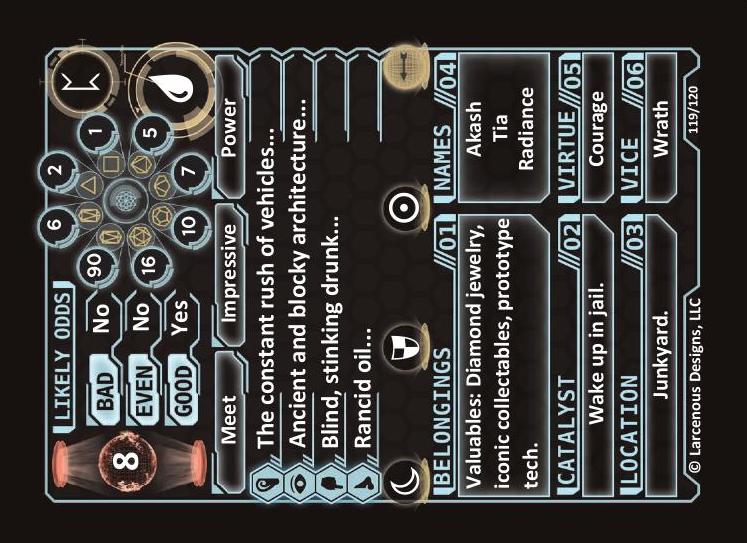 8
LIKELY ODDS
BAD No
EVEN No
GOOD Yes
6
2
1
5
7
10
16
90
ᛈ
Meet Impressive Power
The constant rush of vehicles...
Ancient and blocky architecture...
Blind, stinking drunk...
Rancid oil...
BELONGINGS //01
Valuables: Diamond jewelry,
iconic collectables, prototype
tech.
CATALYST //02
Wake up in jail.
LOCATION //03
Junkyard.
NAMES //04
Akash
Tia
Radiance
VIRTUE //05
Courage
VICE //06
Wrath
© Larcenous Designs, LLC 119/120